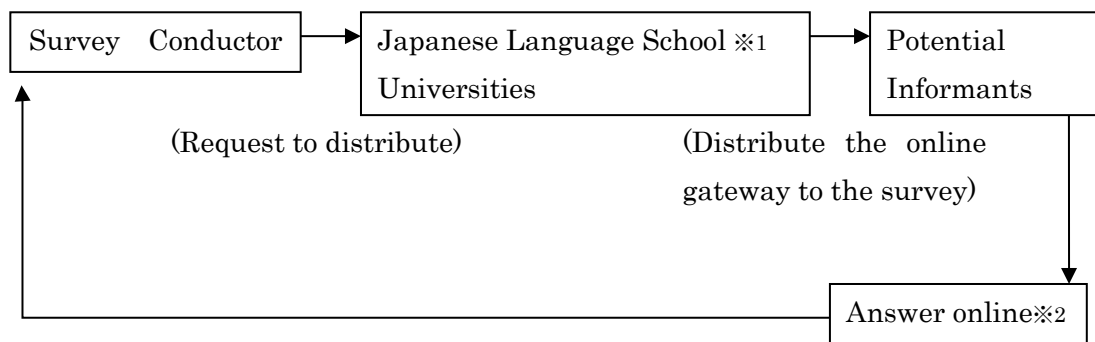 Survey Conductor
Japanese Language School ※1
Universities
Potential
Informants
(Request to distribute)
(Distribute the online
gateway to the survey)
Answer online※2